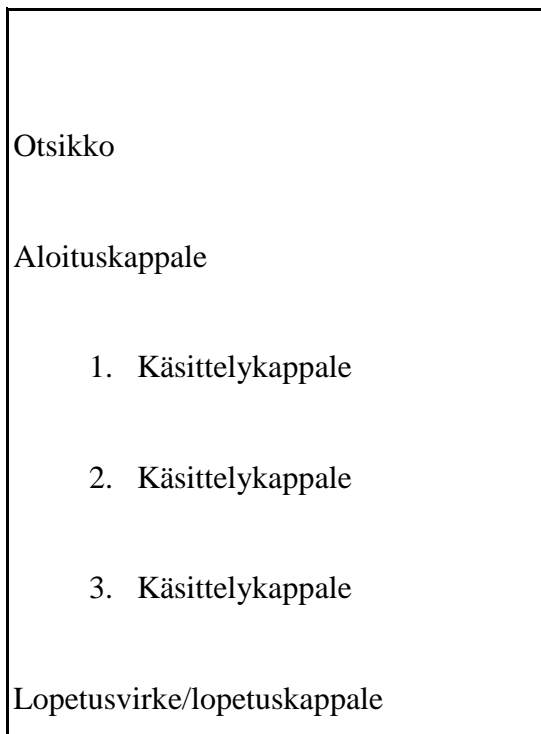 Otsikko
Aloituskappale
1. Käsittelykappale
2. Käsittelykappale
3. Käsittelykappale
Lopetusvirke/lopetuskappale